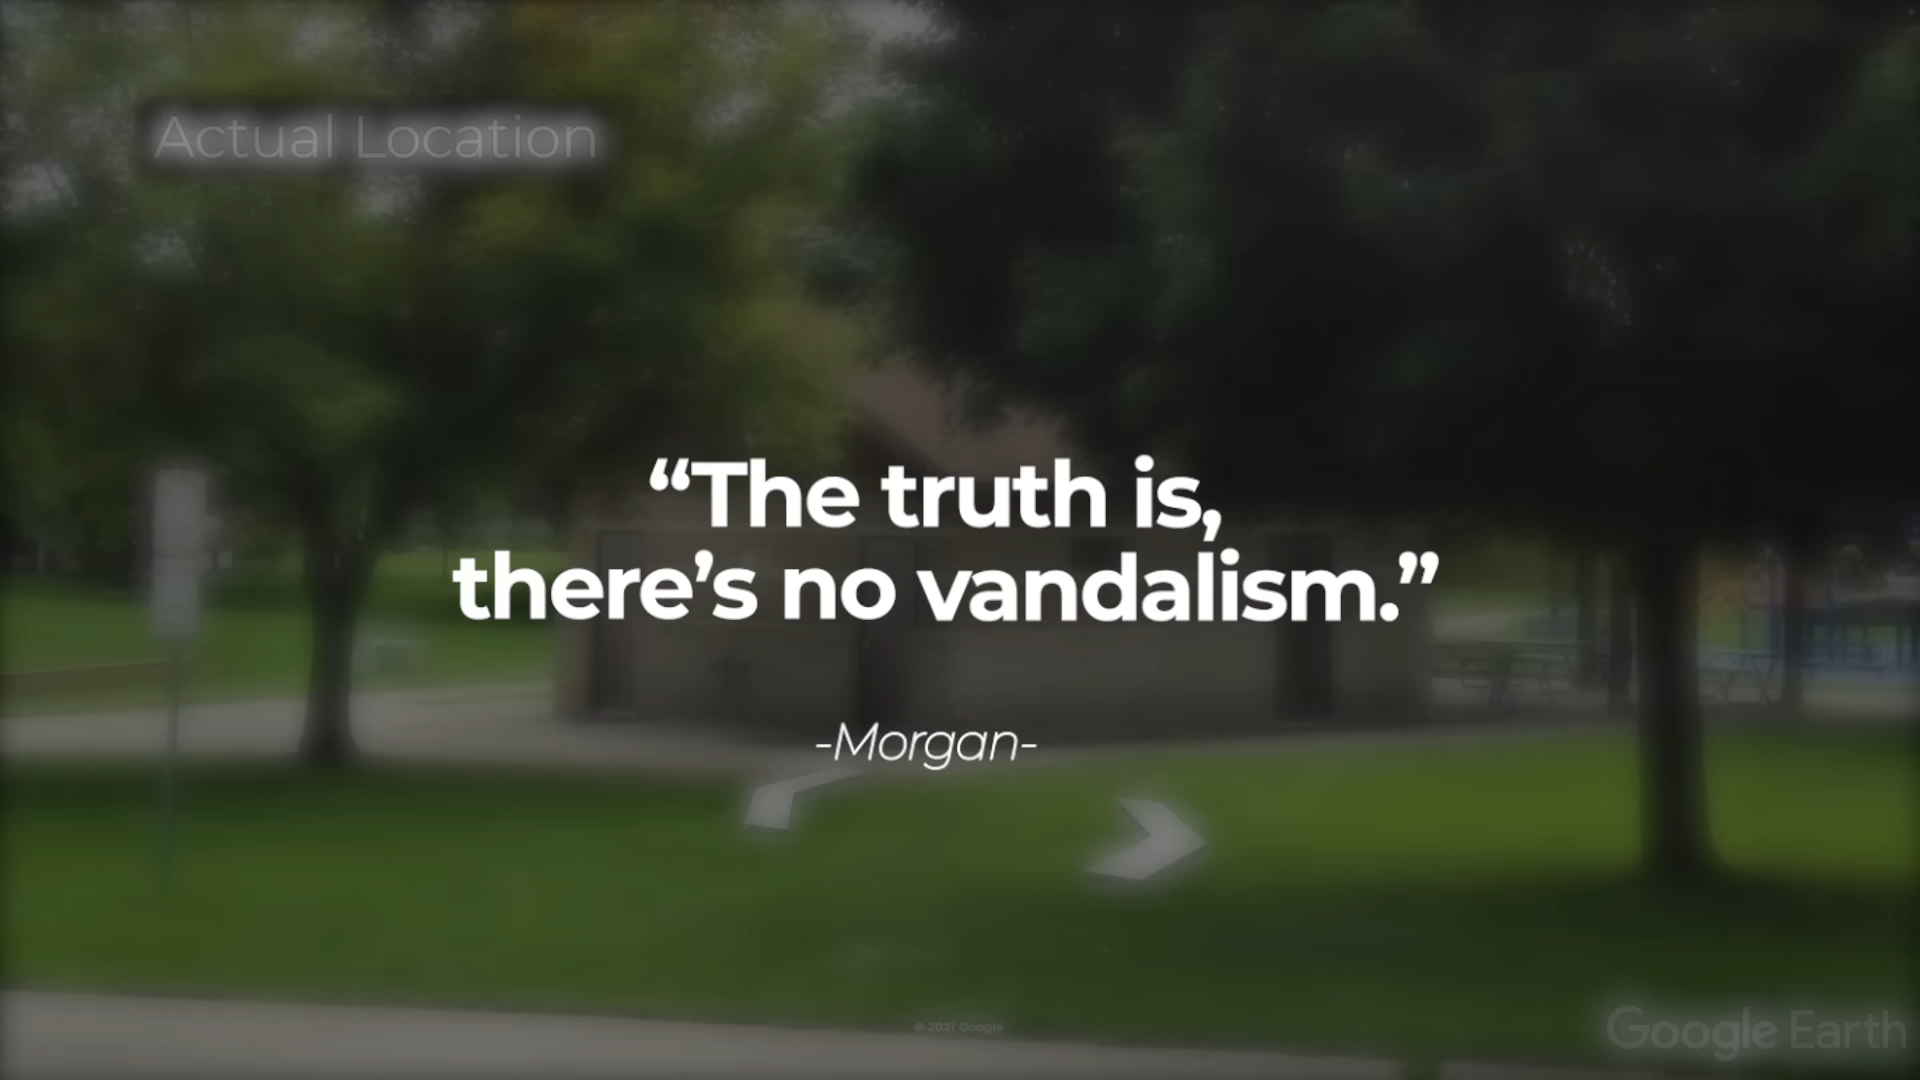 Actual Location
“The truth is,
there’s no vandalism.”
-Morgan-
© 2021 Google
Google Earth